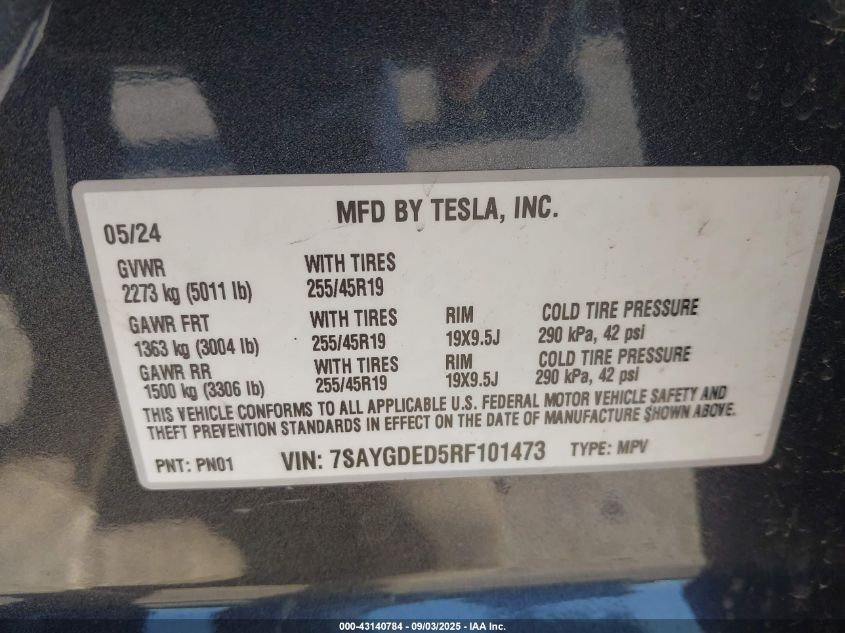 MFD BY TESLA, INC.
05/24
GVWR WITH TIRES
2273 kg (5011 lb) 255/45R19
GAWR FRT WITH TIRES RIM COLD TIRE PRESSURE
1363 kg (3004 lb) 255/45R19 19X9.5J 290 kPa, 42 psi
GAWR RR WITH TIRES RIM COLD TIRE PRESSURE
1500 kg (3306 lb) 255/45R19 19X9.5J 290 kPa, 42 psi
THIS VEHICLE CONFORMS TO ALL APPLICABLE U.S. FEDERAL MOTOR VEHICLE SAFETY AND
THEFT PREVENTION STANDARDS IN EFFECT ON THE DATE OF MANUFACTURE SHOWN ABOVE.
PNT: PN01 VIN: 7SAYGDED5RF101473 TYPE: MPV
000-43140784 - 09/03/2025 - IAA Inc.